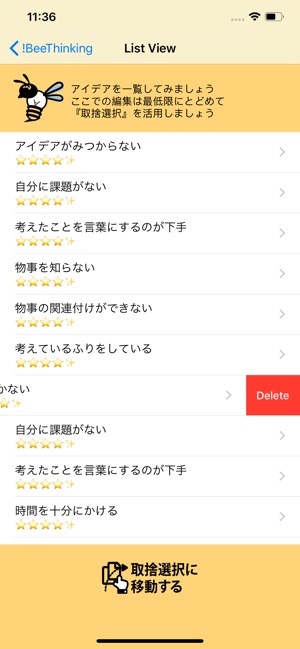 11:36
!BeeThinking
List View
アイデアを一覧してみましょう
ここでの編集は最低限にとどめて
『取捨選択』を活用しましょう
アイデアがみつからない
⭐⭐⭐⭐✨
自分に課題がない
⭐⭐⭐⭐✨
考えたことを言葉にするのが下手
⭐⭐⭐⭐✨
物事を知らない
⭐⭐⭐⭐✨
物事の関連付けができない
⭐⭐⭐⭐✨
考えているふりをしている
⭐⭐⭐⭐✨
かない
⭐✨
Delete
自分に課題がない
⭐⭐⭐⭐✨
考えたことを言葉にするのが下手
⭐⭐⭐⭐✨
時間を十分にかける
⭐⭐⭐⭐✨
取捨選択に
移動する